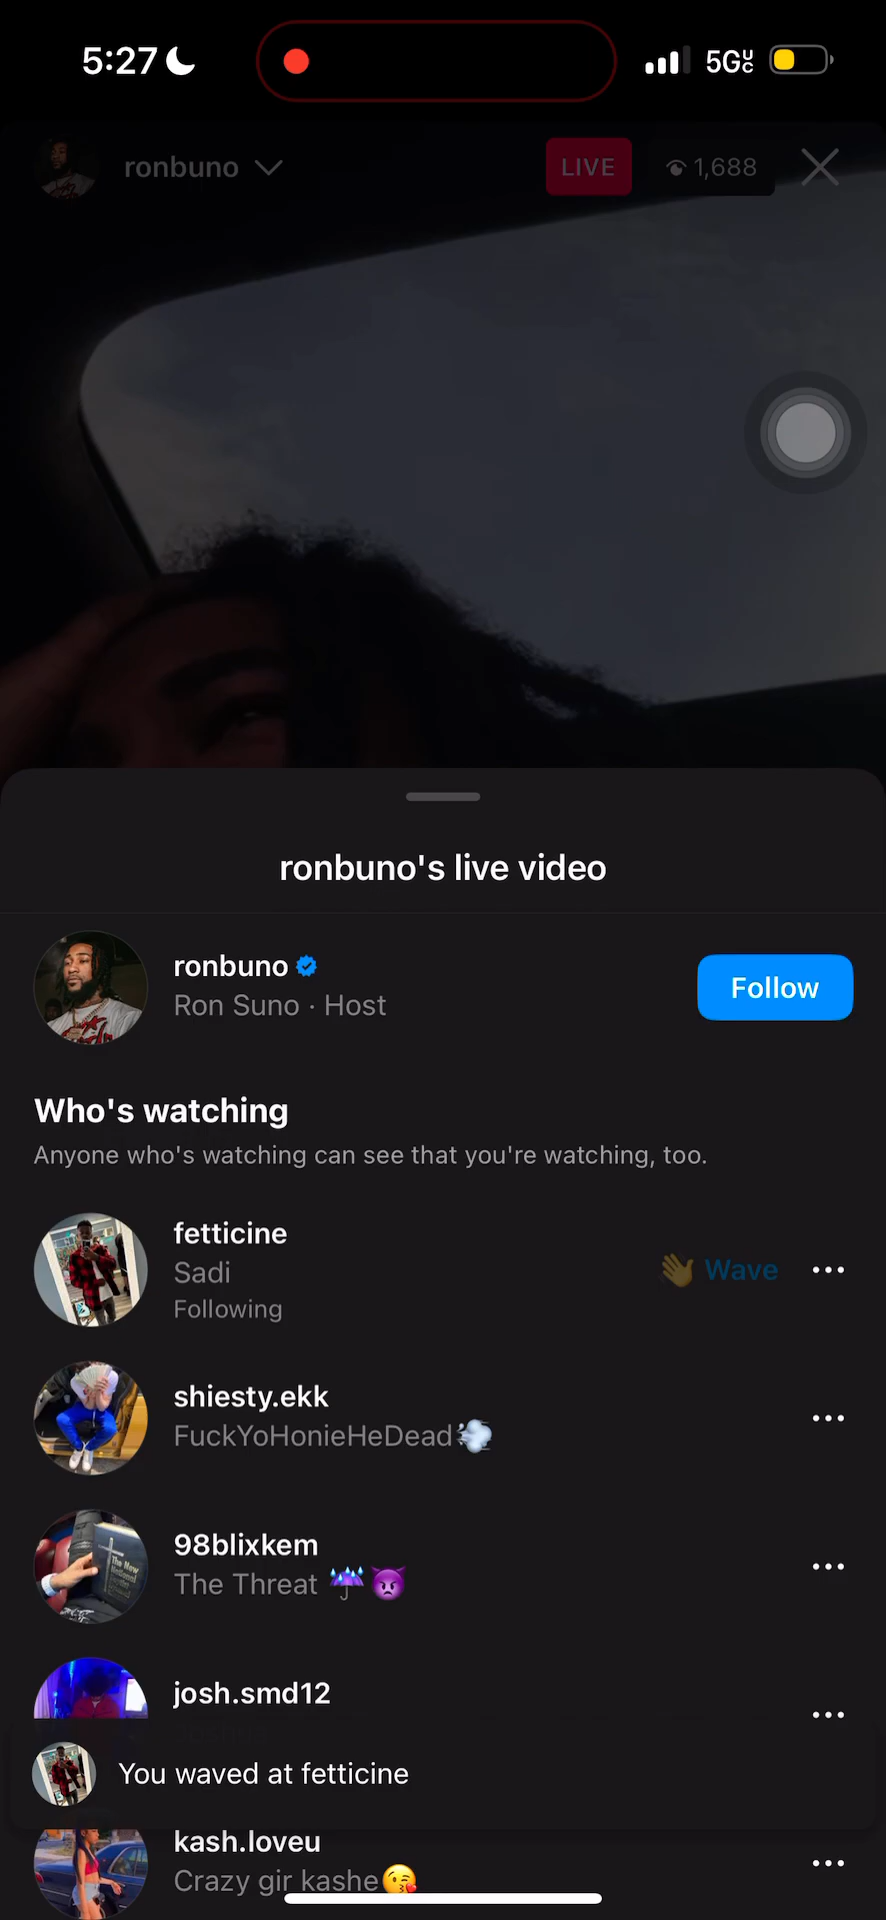 5:27
5GUC
ronbuno
LIVE
1,688
ronbuno's live video
ronbuno
Ron Suno · Host
Follow
Who's watching
Anyone who's watching can see that you're watching, too.
fetticine
Sadi
Following
👋 Wave
shiesty.ekk
FuckYoHonieHeDead💨
98blixkem
The Threat ☔👿
josh.smd12
You waved at fetticine
kash.loveu
Crazy gir kashe😘